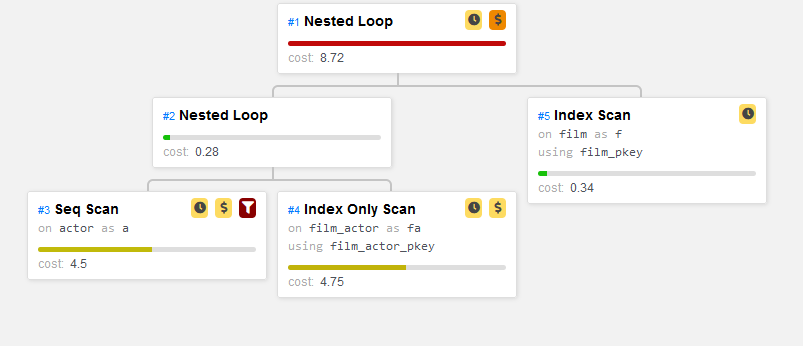 #1 Nested Loop $
cost: 8.72
#2 Nested Loop
cost: 0.28
#5 Index Scan
on film as f
using film_pkey
cost: 0.34
#3 Seq Scan $
on actor as a
cost: 4.5
#4 Index Only Scan $
on film_actor as fa
using film_actor_pkey
cost: 4.75